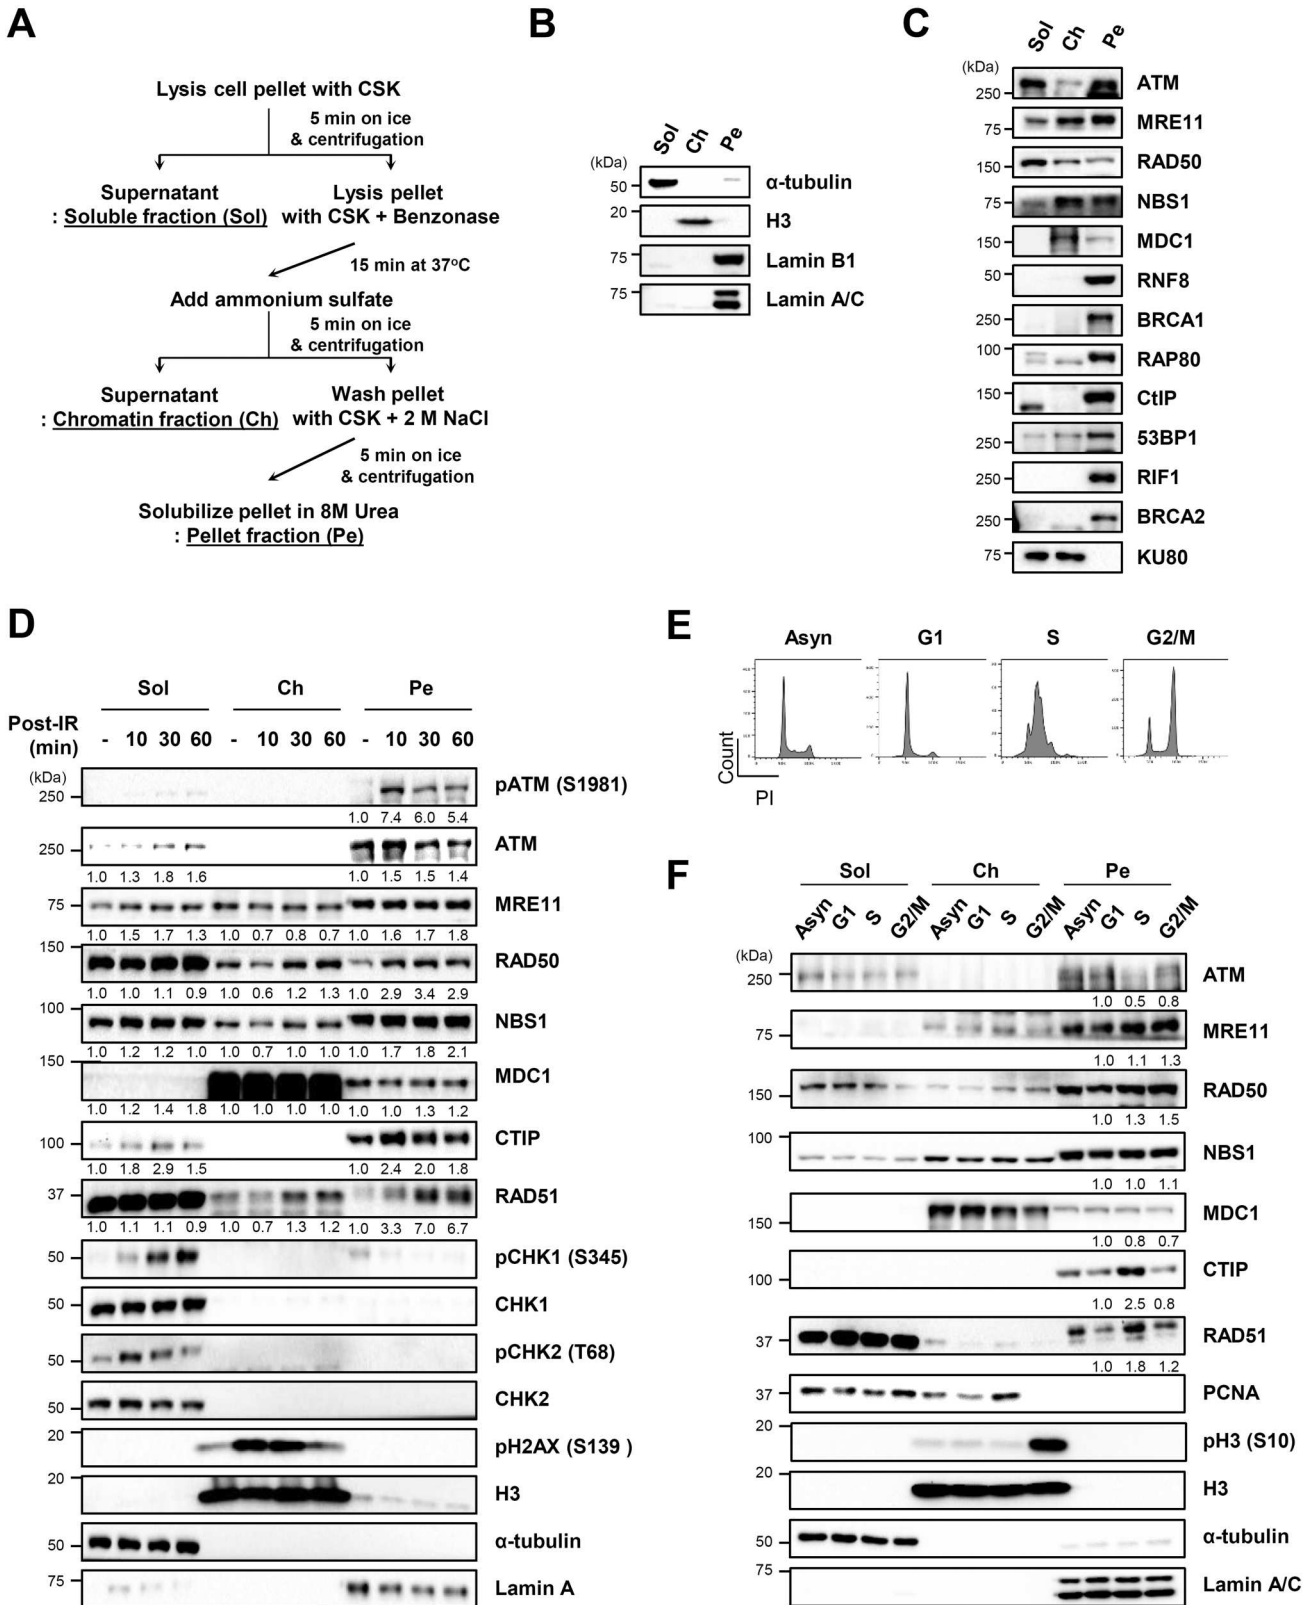 A
Lysis cell pellet with CSK
5 min on ice
& centrifugation
Supernatant
: Soluble fraction (Sol)
Lysis pellet
with CSK + Benzonase
15 min at 37oC
Add ammonium sulfate
5 min on ice
& centrifugation
Supernatant
: Chromatin fraction (Ch)
Wash pellet
with CSK + 2 M NaCl
5 min on ice
& centrifugation
Solubilize pellet in 8M Urea
: Pellet fraction (Pe)
B
Sol Ch Pe
(kDa)
50 α-tubulin
20 H3
75 Lamin B1
75 Lamin A/C
C
Sol Ch Pe
(kDa)
250 ATM
75 MRE11
150 RAD50
75 NBS1
150 MDC1
50 RNF8
250 BRCA1
100 RAP80
150 CtIP
250 53BP1
250 RIF1
250 BRCA2
75 KU80
D
Sol Ch Pe
Post-IR
(min)
- 10 30 60 - 10 30 60 - 10 30 60
(kDa)
250 pATM (S1981)
1.0 7.4 6.0 5.4
250 ATM
1.0 1.3 1.8 1.6 1.0 1.5 1.5 1.4
75 MRE11
1.0 1.5 1.7 1.3 1.0 0.7 0.8 0.7 1.0 1.6 1.7 1.8
150 RAD50
1.0 1.0 1.1 0.9 1.0 0.6 1.2 1.3 1.0 2.9 3.4 2.9
100 NBS1
1.0 1.2 1.2 1.0 1.0 0.7 1.0 1.0 1.0 1.7 1.8 2.1
150 MDC1
1.0 1.2 1.4 1.8 1.0 1.0 1.0 1.0 1.0 1.0 1.3 1.2
100 CTIP
1.0 1.8 2.9 1.5 1.0 2.4 2.0 1.8
37 RAD51
1.0 1.1 1.1 0.9 1.0 0.7 1.3 1.2 1.0 3.3 7.0 6.7
50 pCHK1 (S345)
50 CHK1
50 pCHK2 (T68)
50 CHK2
20 pH2AX (S139 )
20 H3
50 α-tubulin
75 Lamin A
E
Asyn G1 S G2/M
Count
PI
F
Sol Ch Pe
Asyn G1 S G2/M Asyn G1 S G2/M Asyn G1 S G2/M
(kDa)
250 ATM
1.0 0.5 0.8
75 MRE11
1.0 1.1 1.3
150 RAD50
1.0 1.3 1.5
100 NBS1
1.0 1.0 1.1
150 MDC1
1.0 0.8 0.7
100 CTIP
1.0 2.5 0.8
37 RAD51
1.0 1.8 1.2
37 PCNA
20 pH3 (S10)
20 H3
50 α-tubulin
75 Lamin A/C